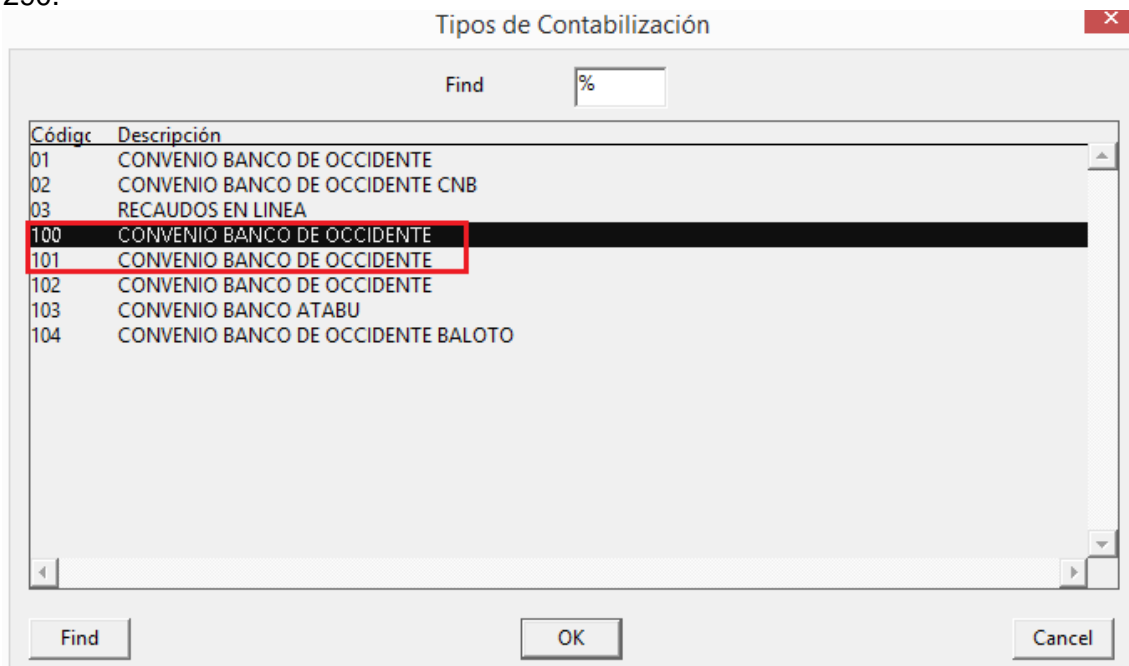 290.
Tipos de Contabilización
Find %
Código Descripción
01 CONVENIO BANCO DE OCCIDENTE
02 CONVENIO BANCO DE OCCIDENTE CNB
03 RECAUDOS EN LINEA
100 CONVENIO BANCO DE OCCIDENTE
101 CONVENIO BANCO DE OCCIDENTE
102 CONVENIO BANCO DE OCCIDENTE
103 CONVENIO BANCO ATABU
104 CONVENIO BANCO DE OCCIDENTE BALOTO
Find OK Cancel